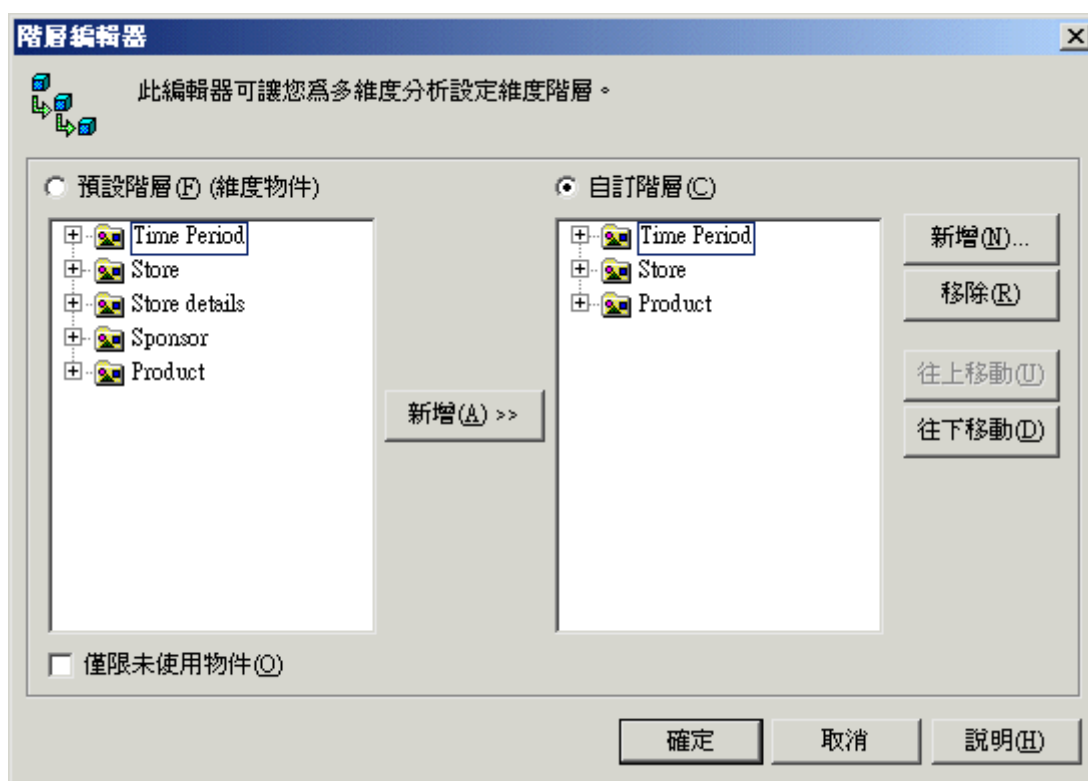 階層編輯器
此編輯器可讓您爲多維度分析設定維度階層。
預設階層(F) (維度物件)
Time Period
Store
Store details
Sponsor
Product
新增(A) >>
自訂階層(C)
Time Period
Store
Product
新增(N)...
移除(R)
往上移動(U)
往下移動(D)
僅限未使用物件(O)
確定
取消
說明(H)